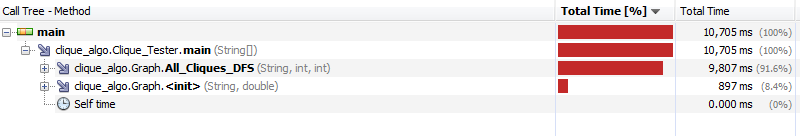 Call Tree - Method Total Time [%] Total Time
main 10,705 ms (100%)
clique_algo.Clique_Tester.main (String[]) 10,705 ms (100%)
clique_algo.Graph.All_Cliques_DFS (String, int, int) 9,807 ms (91.6%)
clique_algo.Graph.<init> (String, double) 897 ms (8.4%)
Self time 0.000 ms (0%)